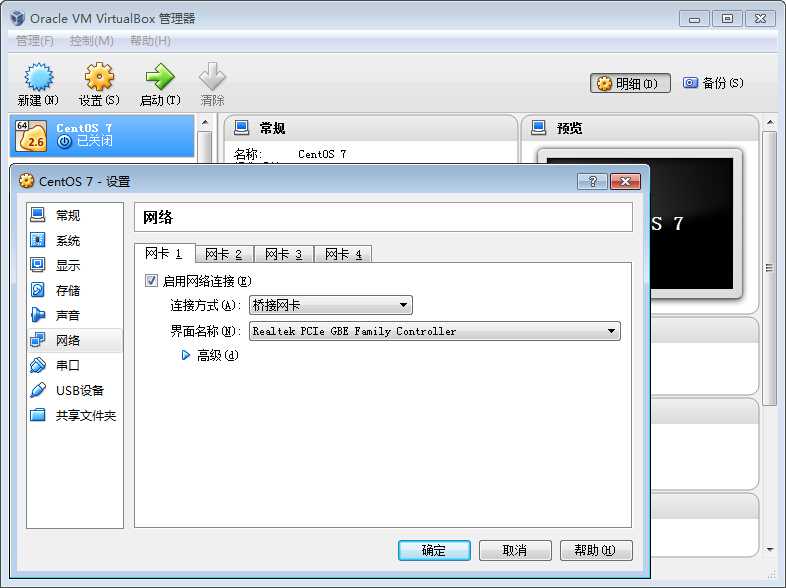 Oracle VM VirtualBox 管理器
管理(F) 控制(M) 帮助(H)
新建(N) 设置(S) 启动(T) 清除 明细(D) 备份(S)
64 2.6 CentOS 7
已关闭
常规
名称: CentOS 7
预览
S 7
CentOS 7 - 设置
常规
系统
显示
存储
声音
网络
串口
USB设备
共享文件夹
网络
网卡 1 网卡 2 网卡 3 网卡 4
启用网络连接(E)
连接方式(A): 桥接网卡
界面名称(N): Realtek PCIe GBE Family Controller
高级(d)
确定 取消 帮助(H)